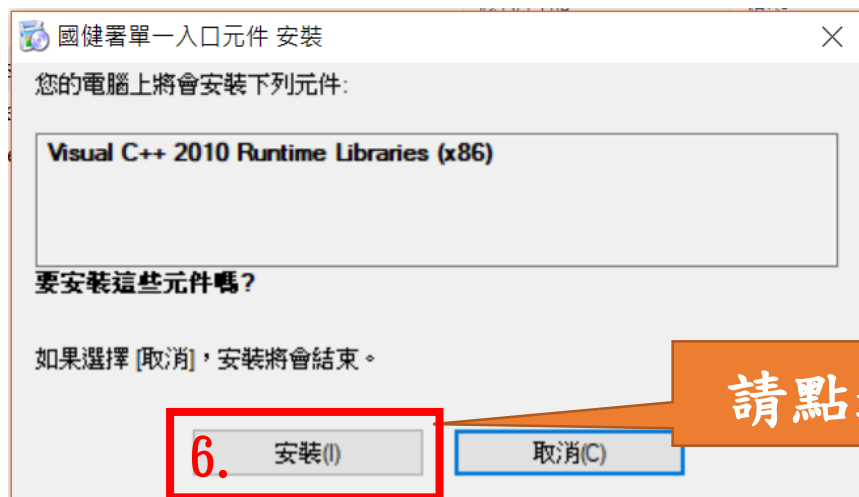 國健署單一入口元件 安裝
您的電腦上將會安裝下列元件:
Visual C++ 2010 Runtime Libraries (x86)
要安裝這些元件嗎?
如果選擇 [取消]，安裝將會結束。
請點
6. 安裝(I) 取消(C)